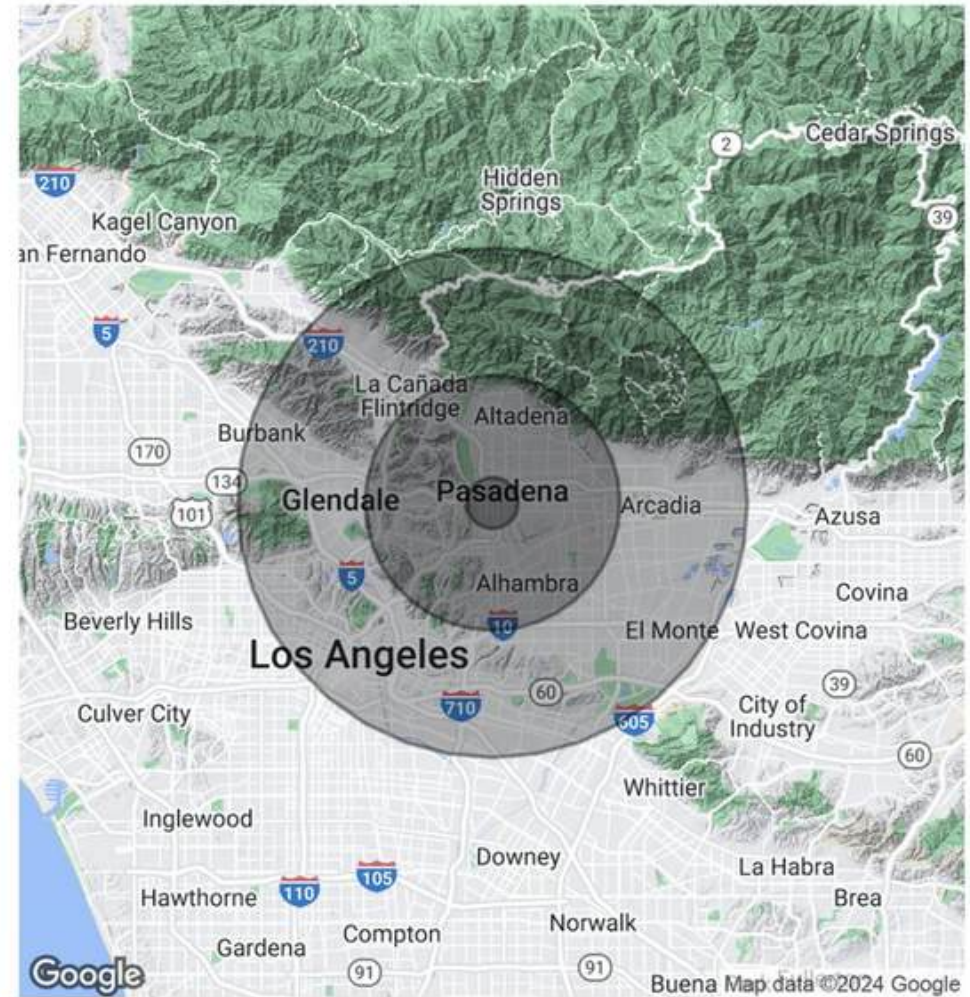 2
Cedar Springs
210
Hidden
Springs
39
Kagel Canyon
an Fernando
5
210
La Cañada
Flintridge
Altadena
Burbank
170
134
Glendale
Pasadena
Arcadia
101
Azusa
5
Alhambra
Covina
Beverly Hills
10
El Monte
West Covina
Los Angeles
60
39
710
Culver City
605
City of
Industry
60
Whittier
Inglewood
Downey
La Habra
105
110
Hawthorne
Brea
Norwalk
Compton
Gardena
91
91
Google
Buena
Map data ©2024 Google